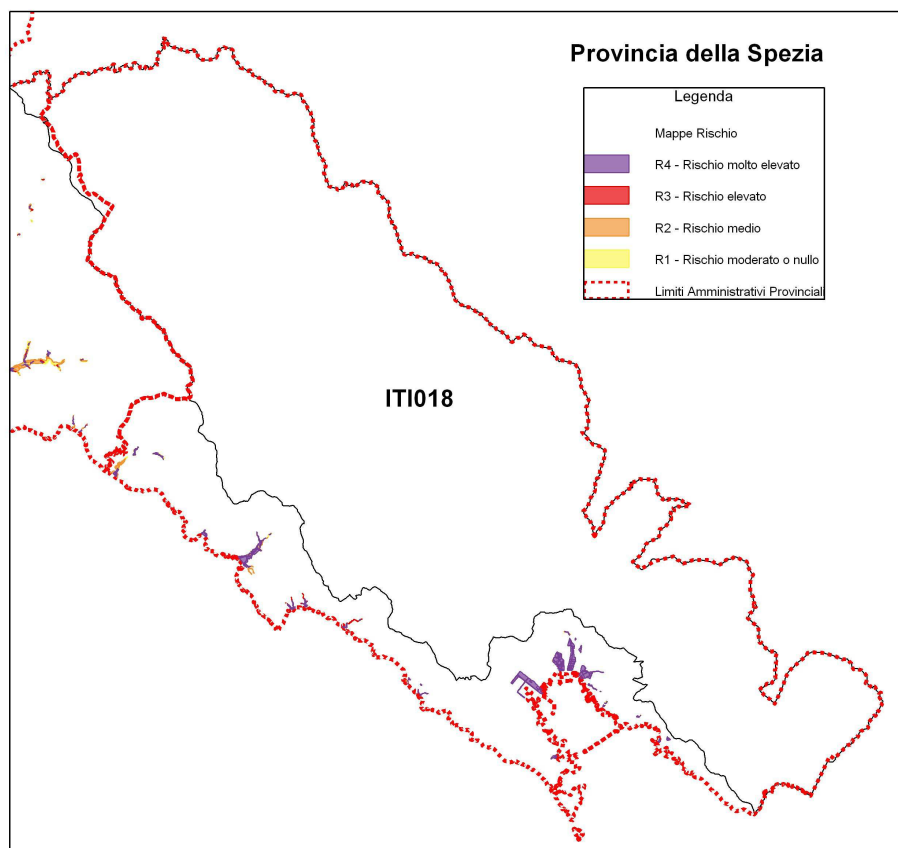 Provincia della Spezia
Legenda
Mappe Rischio
R4 - Rischio molto elevato
R3 - Rischio elevato
R2 - Rischio medio
R1 - Rischio moderato o nullo
Limiti Amministrativi Provinciali
ITI018